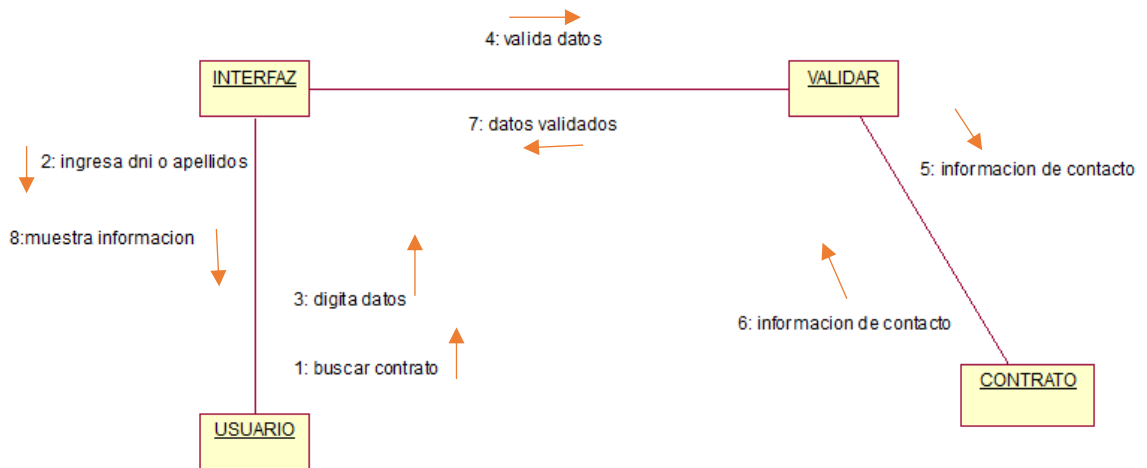 4: valida datos
INTERFAZ
VALIDAR
7: datos validados
2: ingresa dni o apellidos
5: informacion de contacto
8:muestra informacion
3: digita datos
6: informacion de contacto
1: buscar contrato
CONTRATO
USUARIO